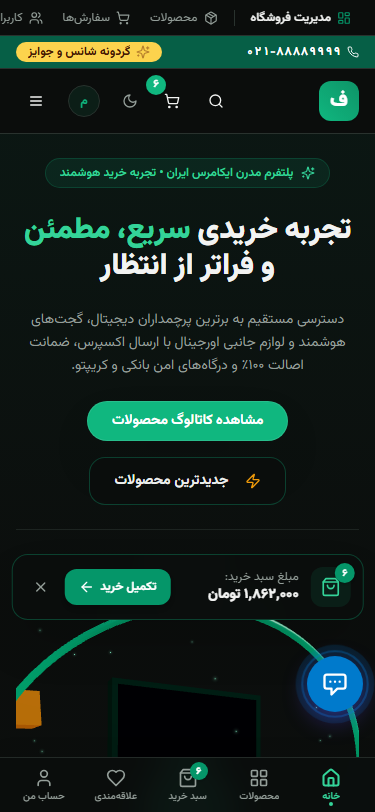 مدیریت فروشگاه
محصولات
سفارش‌ها
کاربرا
۰۲۱-۸۸۸۸۹۹۹۹
گردونه شانس و جوایز
ف
۶
م
پلتفرم مدرن ایکامرس ایران • تجربه خرید هوشمند
تجربه خریدی سریع، مطمئن
و فراتر از انتظار
دسترسی مستقیم به برترین پرچمداران دیجیتال، گجت‌های
هوشمند و لوازم جانبی اورجینال با ارسال اکسپرس، ضمانت
اصالت ۱۰۰٪ و درگاه‌های امن بانکی و کریپتو.
مشاهده کاتالوگ محصولات
جدیدترین محصولات
۶
مبلغ سبد خرید:
۱,۸۶۲,۰۰۰ تومان
تکمیل خرید
خانه
محصولات
۶
سبد خرید
علاقه‌مندی
حساب من